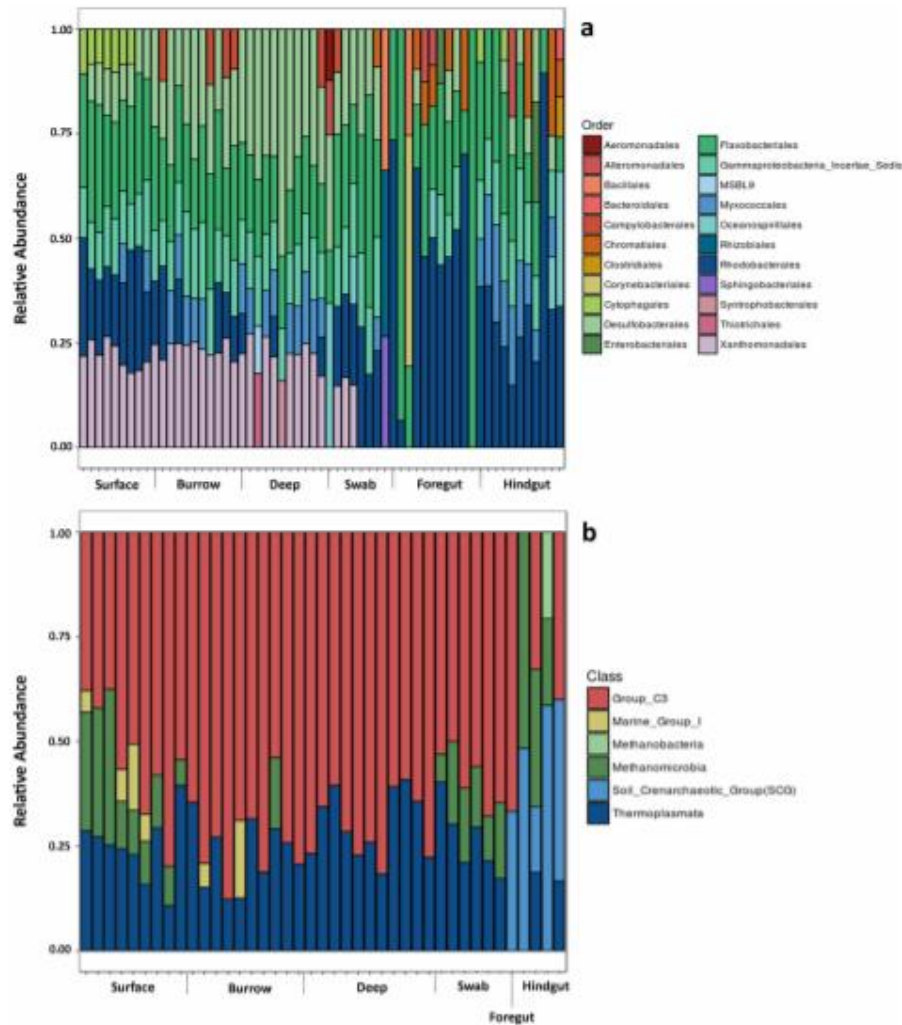 a
1.00
0.75
0.50
0.25
0.00
Relative Abundance
Surface
Burrow
Deep
Swab
Foregut
Hindgut
Order
Aeromonadales
Alteromonadales
Bacillales
Bacteroidales
Campylobacterales
Chromatiales
Clostridiales
Corynebacteriales
Cytophagales
Desulfobacterales
Enterobacteriales
Flavobacteriales
Gammaproteobacteria_Incertae_Sedis
MSBL9
Myxococcales
Oceanospirillales
Rhizobiales
Rhodobacterales
Sphingobacteriales
Syntrophobacterales
Thiotrichales
Xanthomonadales
b
1.00
0.75
0.50
0.25
0.00
Relative Abundance
Surface
Burrow
Deep
Swab
Hindgut
Foregut
Class
Group_C3
Marine_Group_I
Methanobacteria
Methanomicrobia
Soil_Crenarchaeotic_Group(SCG)
Thermoplasmata